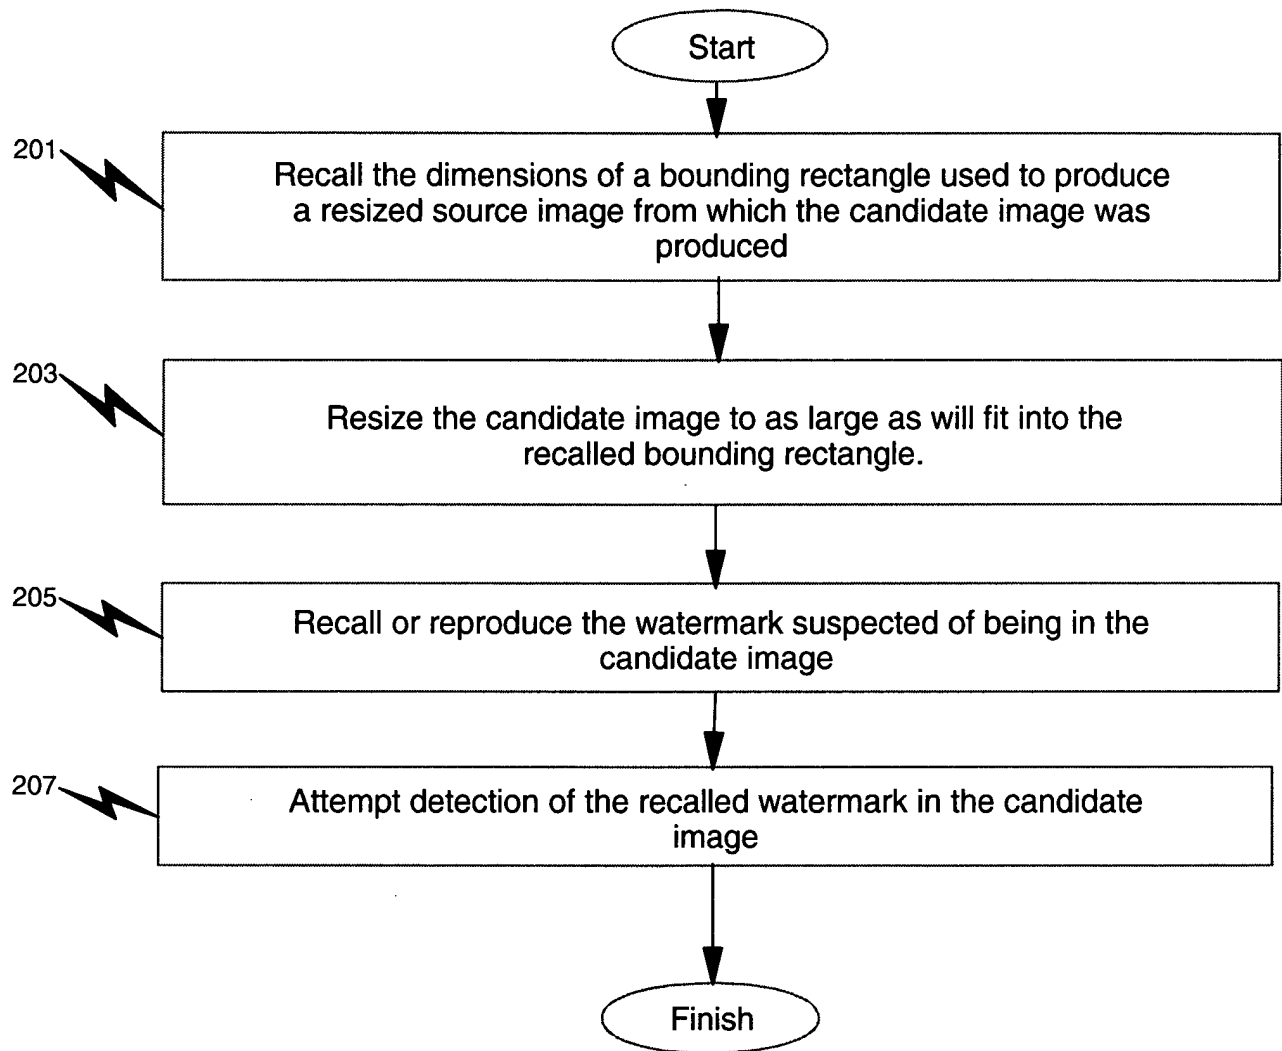 Start
201
Recall the dimensions of a bounding rectangle used to produce
a resized source image from which the candidate image was
produced
203
Resize the candidate image to as large as will fit into the
recalled bounding rectangle.
205
Recall or reproduce the watermark suspected of being in the
candidate image
207
Attempt detection of the recalled watermark in the candidate
image
Finish